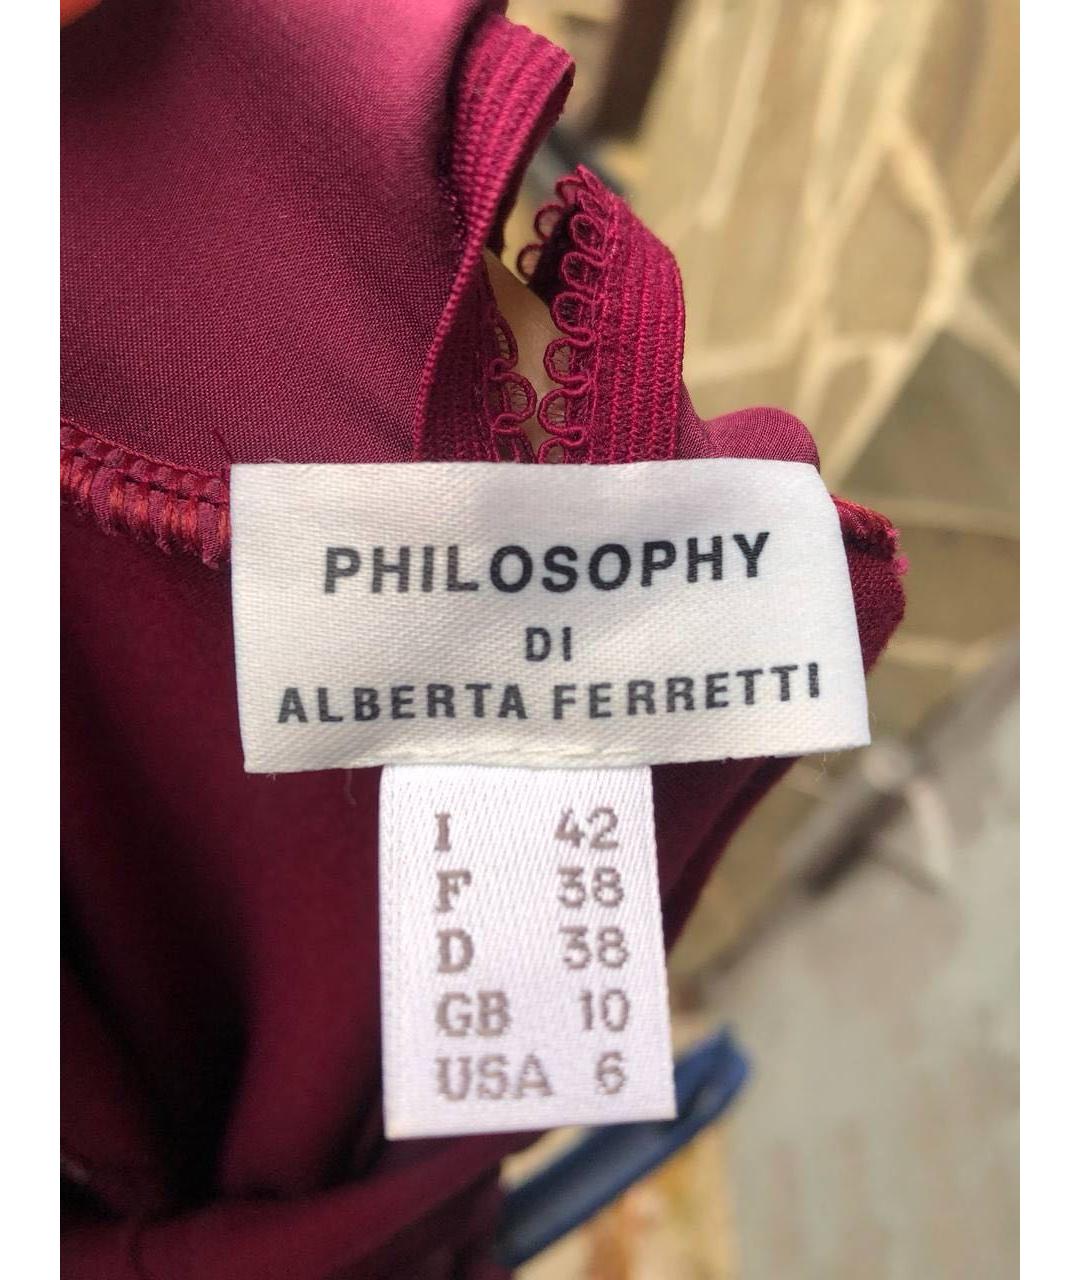 PHILOSOPHY
DI
ALBERTA FERRETTI
I 42
F 38
D 38
GB 10
USA 6